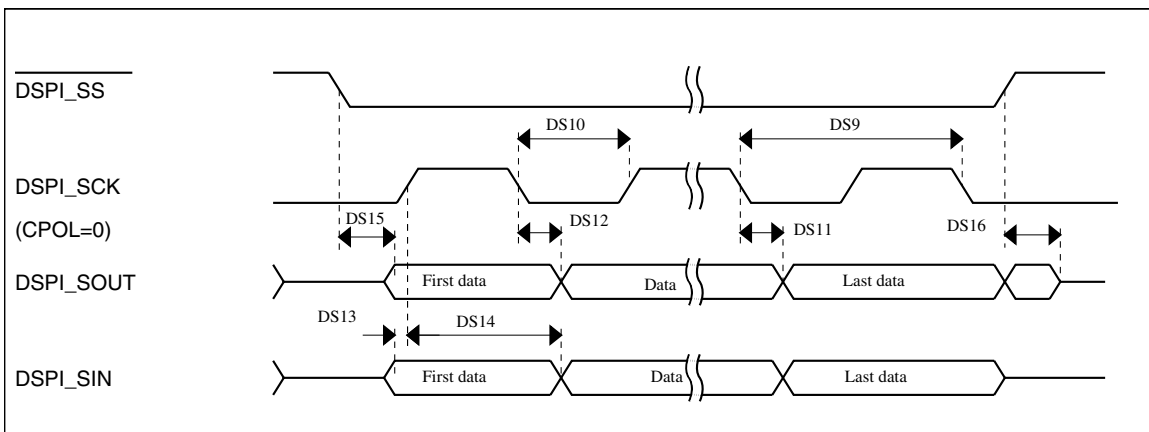 DSPI_SS
DS10 DS9
DSPI_SCK
(CPOL=0)
DS15 DS12 DS11 DS16
DSPI_SOUT First data Data Last data
DS13 DS14
DSPI_SIN First data Data Last data